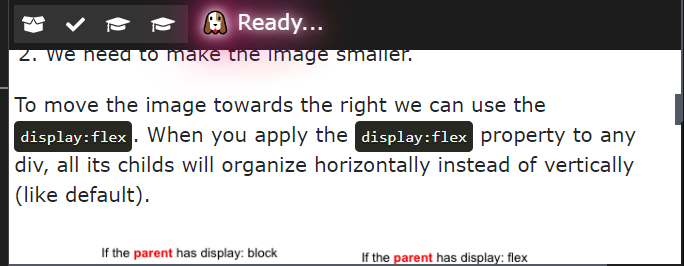 Ready...
2. We need to make the image smaller.
To move the image towards the right we can use the
display:flex. When you apply the display:flex property to any
div, all its childs will organize horizontally instead of vertically
(like default).
If the parent has display: block
If the parent has display: flex